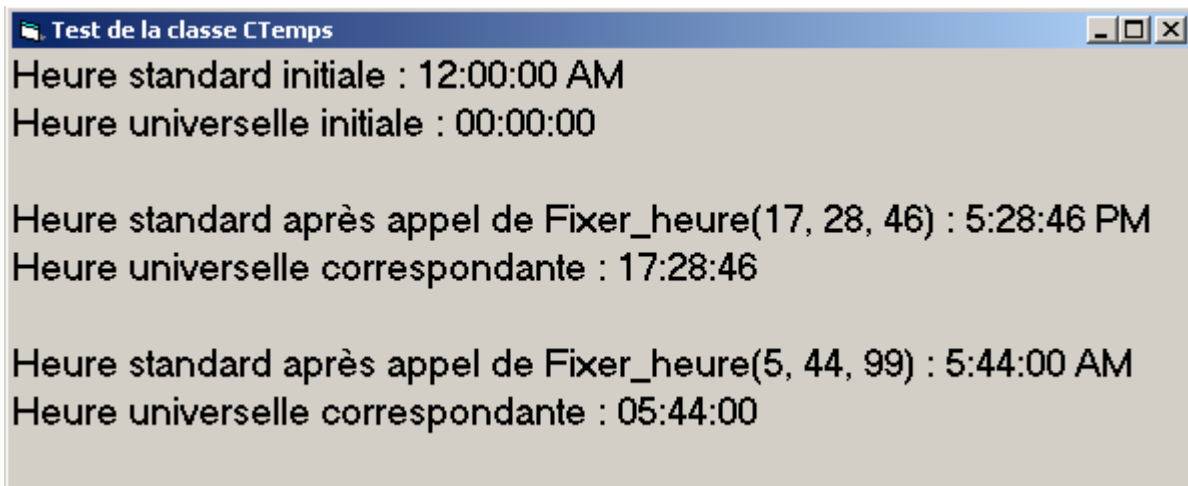 Test de la classe CTemps
Heure standard initiale : 12:00:00 AM
Heure universelle initiale : 00:00:00
Heure standard après appel de Fixer_heure(17, 28, 46) : 5:28:46 PM
Heure universelle correspondante : 17:28:46
Heure standard après appel de Fixer_heure(5, 44, 99) : 5:44:00 AM
Heure universelle correspondante : 05:44:00